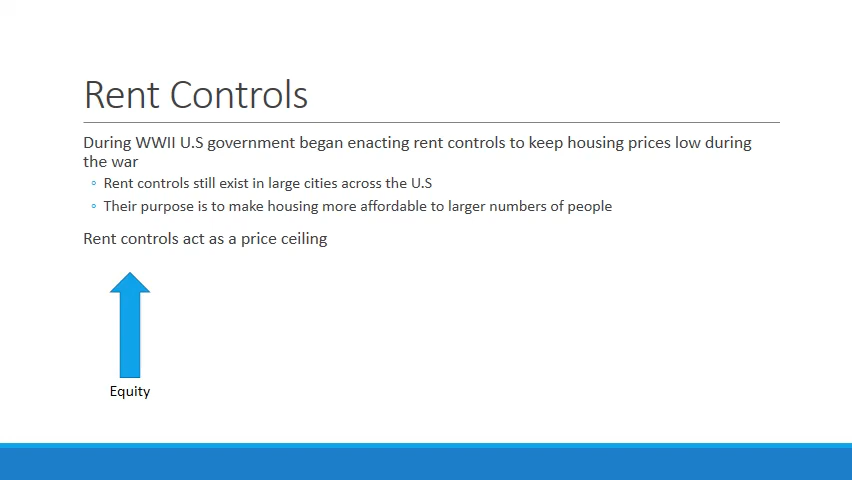 Rent Controls
During WWII U.S government began enacting rent controls to keep housing prices low during
the war
◦ Rent controls still exist in large cities across the U.S
◦ Their purpose is to make housing more affordable to larger numbers of people
Rent controls act as a price ceiling
Equity